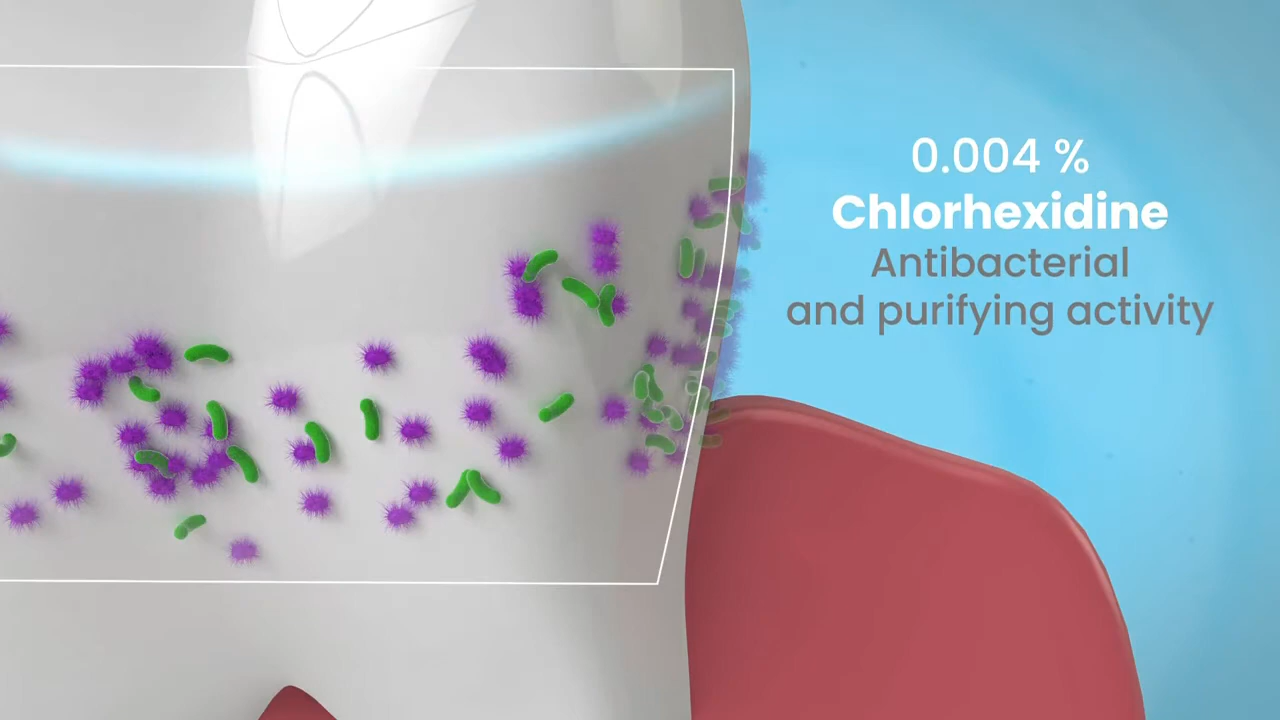 0.004 %
Chlorhexidine
Antibacterial
and purifying activity